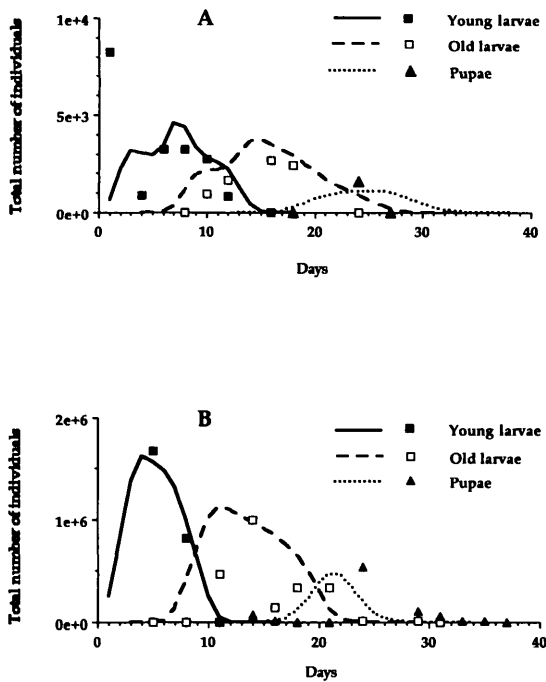 A
1e+4
5e+3
0e+0
Total number of individuals
Young larvae
Old larvae
Pupae
0
10
20
30
40
Days
B
2e+6
1e+6
0e+0
Total number of individuals
Young larvae
Old larvae
Pupae
0
10
20
30
40
Days